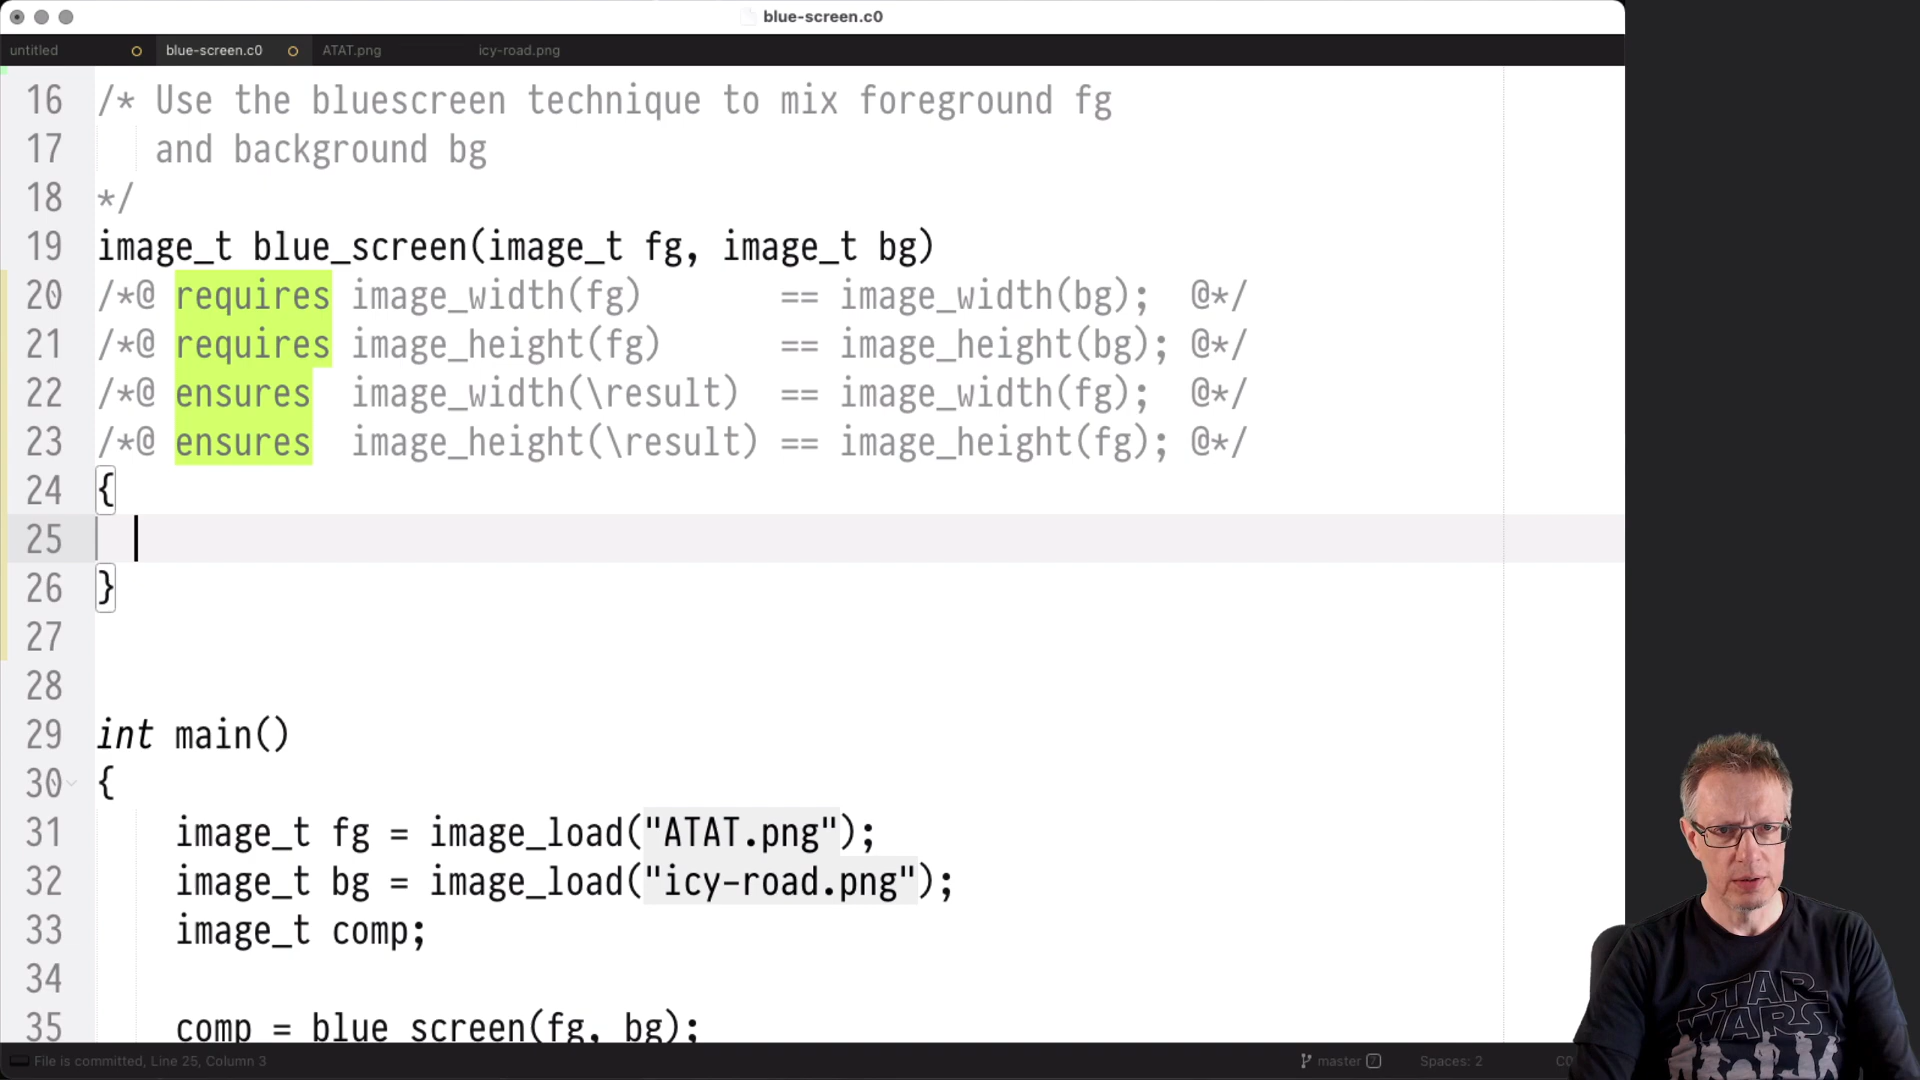 blue-screen.c0
untitled blue-screen.c0 ATAT.png icy-road.png
16 /* Use the bluescreen technique to mix foreground fg
17 and background bg
18 */
19 image_t blue_screen(image_t fg, image_t bg)
20 /*@ requires image_width(fg) == image_width(bg); @*/
21 /*@ requires image_height(fg) == image_height(bg); @*/
22 /*@ ensures image_width(\result) == image_width(fg); @*/
23 /*@ ensures image_height(\result) == image_height(fg); @*/
24 {
25
26 }
27
28
29 int main()
30 {
31 image_t fg = image_load("ATAT.png");
32 image_t bg = image_load("icy-road.png");
33 image_t comp;
34
35 comp = blue_screen(fg, bg);
File is committed, Line 25, Column 3 master 7 Spaces: 2 C0
STAR
WARS